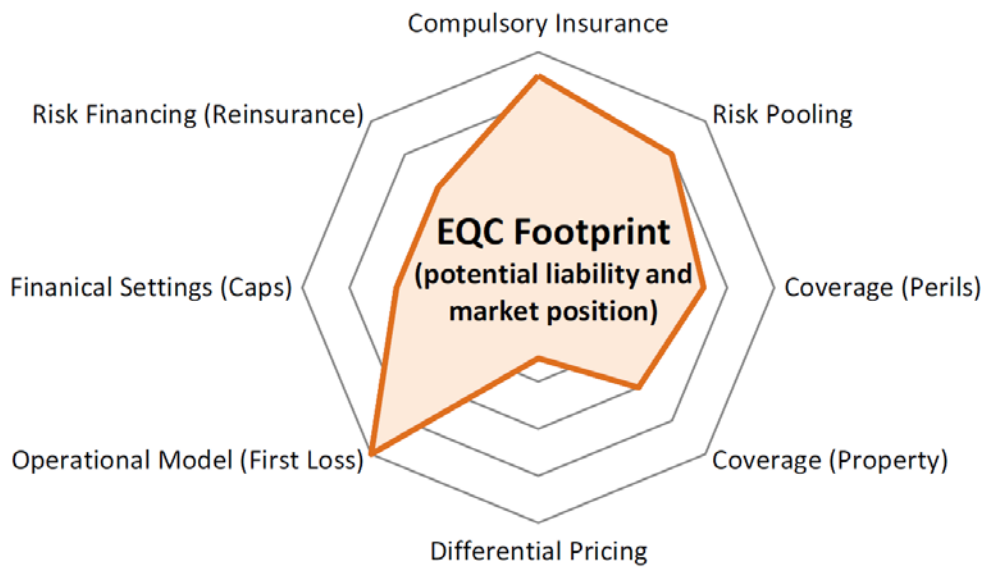 Compulsory Insurance
Risk Financing (Reinsurance)
Risk Pooling
EQC Footprint
(potential liability and
market position)
Finanical Settings (Caps)
Coverage (Perils)
Operational Model (First Loss)
Coverage (Property)
Differential Pricing